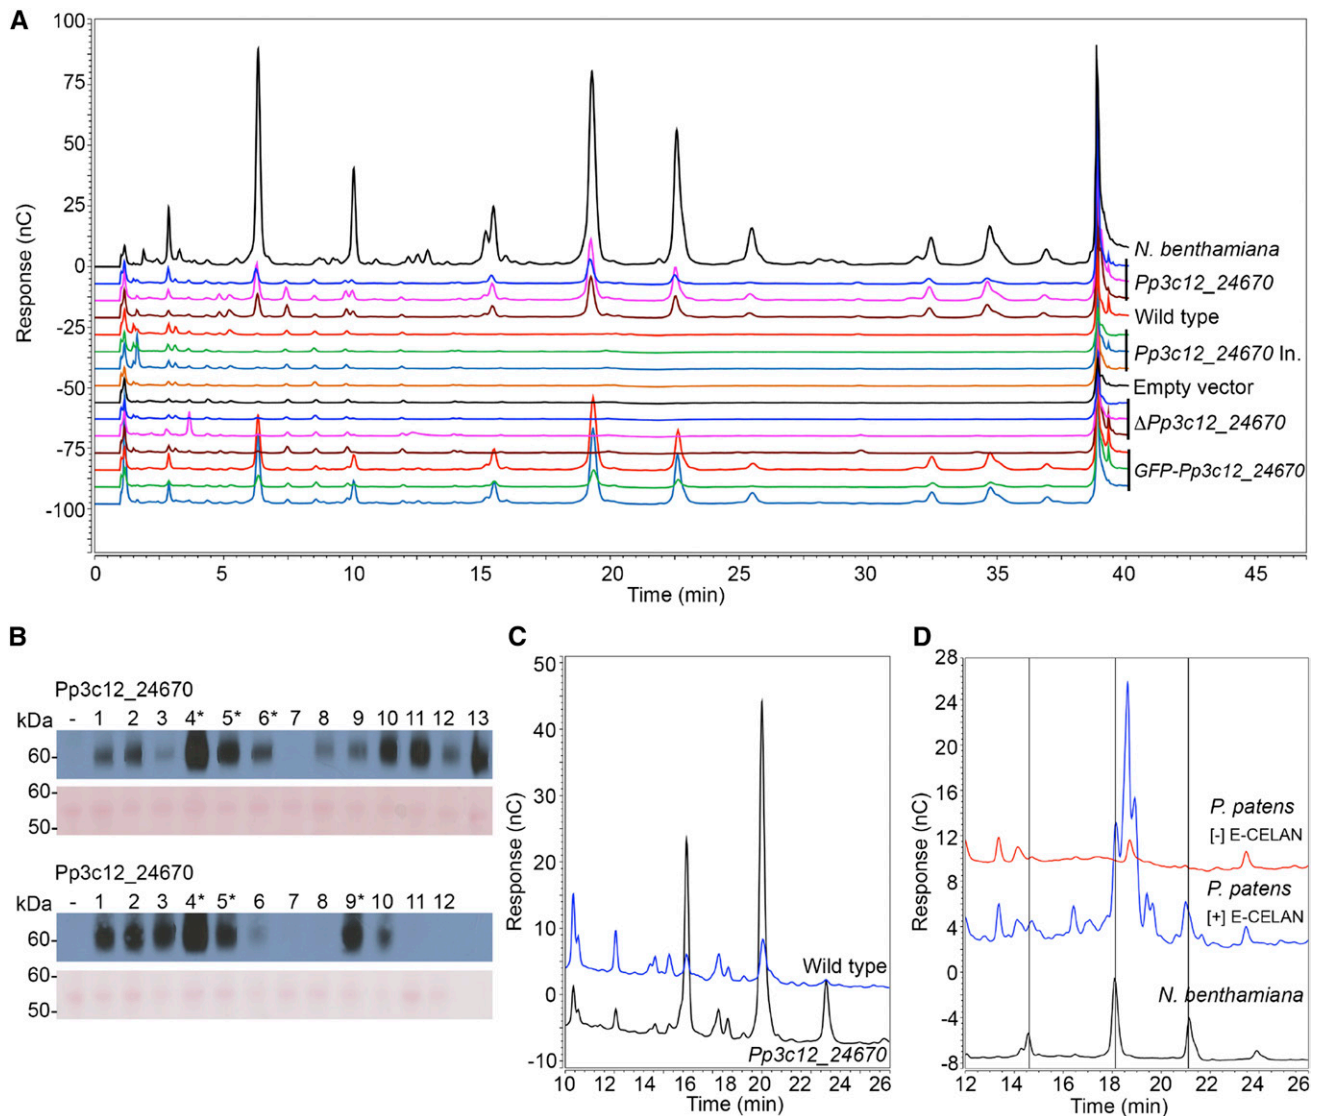 A
Response (nC)
100
75
50
25
0
-25
-50
-75
-100
N. benthamiana
Pp3c12_24670
Wild type
Pp3c12_24670 In.
Empty vector
ΔPp3c12_24670
GFP-Pp3c12_24670
0 5 10 15 20 25 30 35 40 45
Time (min)
B
Pp3c12_24670
kDa - 1 2 3 4* 5* 6* 7 8 9 10 11 12 13
60-
60-
50-
Pp3c12_24670
kDa - 1 2 3 4* 5* 6 7 8 9* 10 11 12
60-
60-
50-
C
Response (nC)
50
40
30
20
10
0
-10
Wild type
Pp3c12_24670
10 12 14 16 18 20 22 24 26
Time (min)
D
Response (nC)
28
24
20
16
12
8
4
0
-4
-8
P. patens
[-] E-CELAN
P. patens
[+] E-CELAN
N. benthamiana
12 14 16 18 20 22 24 26
Time (min)